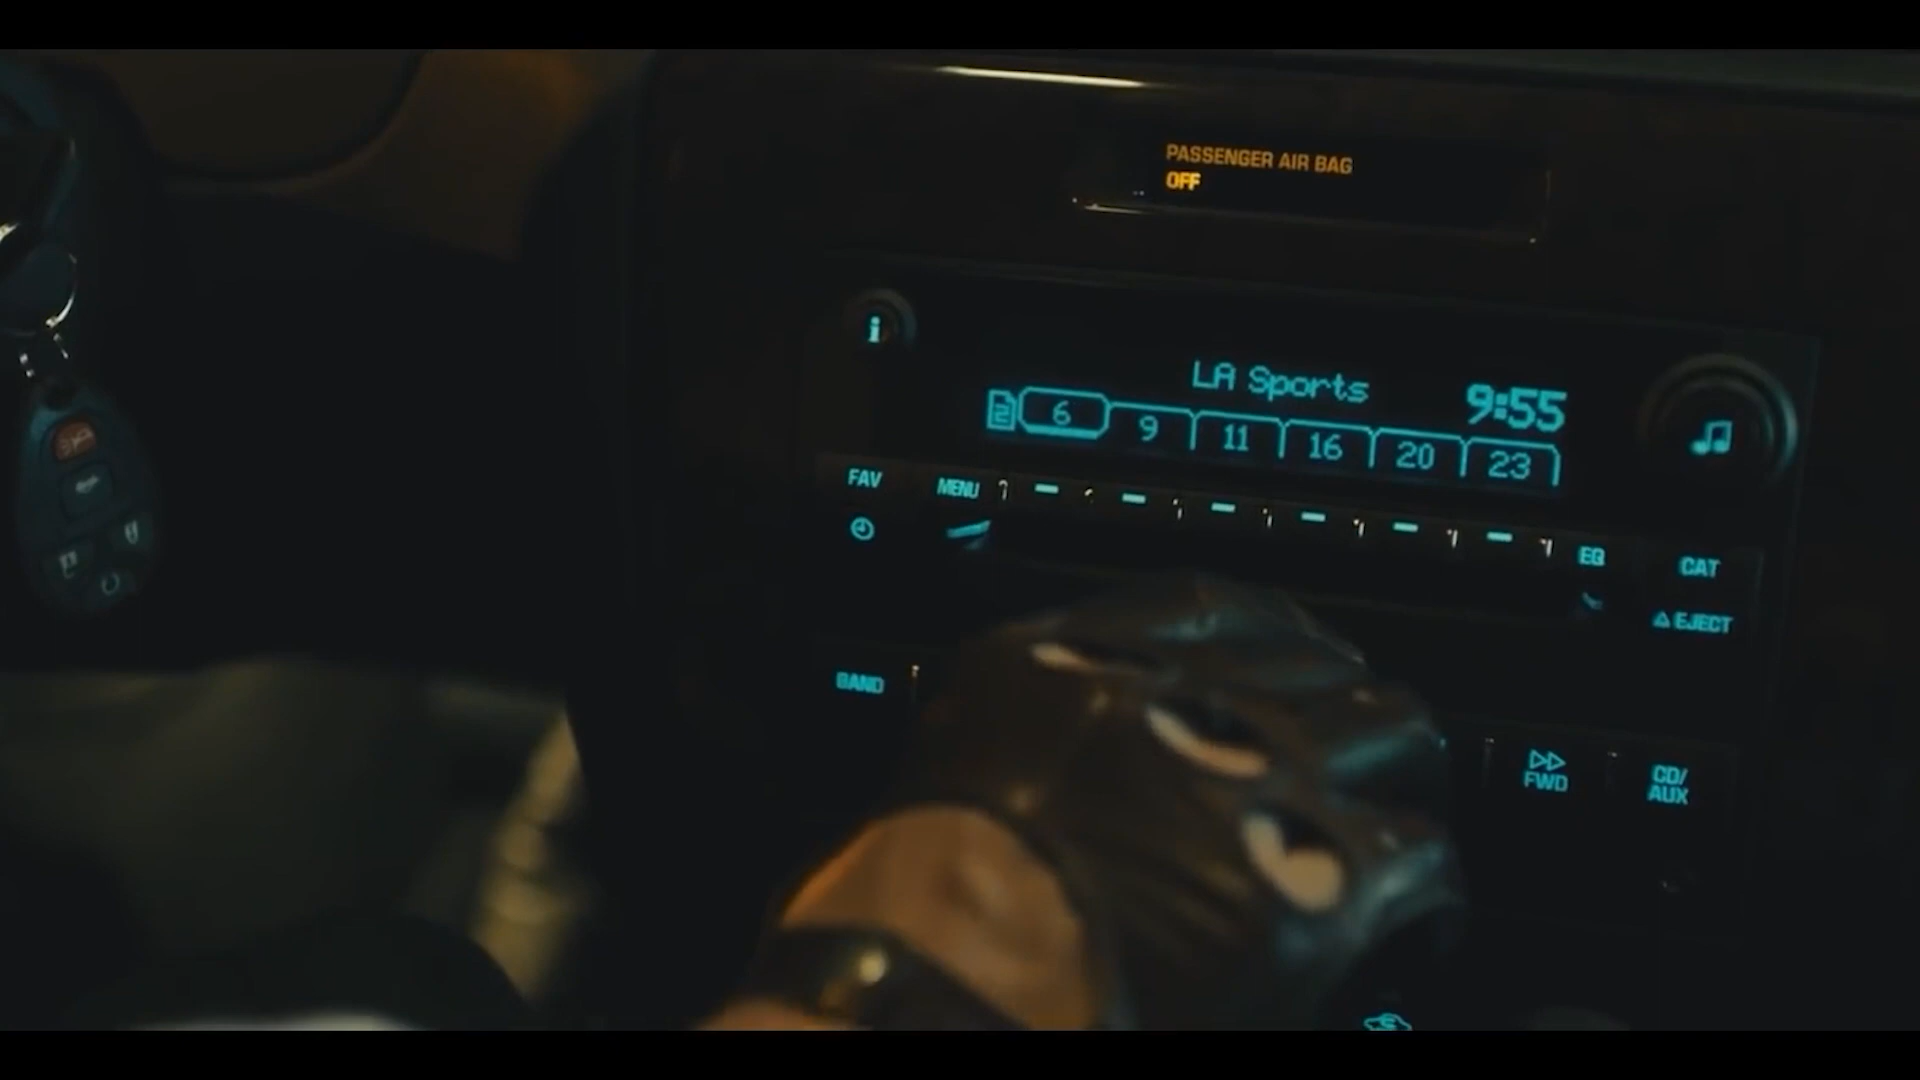 PASSENGER AIR BAG
OFF
i
LA Sports
9:55
2 6 9 11 16 20 23
FAV
MENU
EQ
CAT
EJECT
BAND
FWD
CD/
AUX